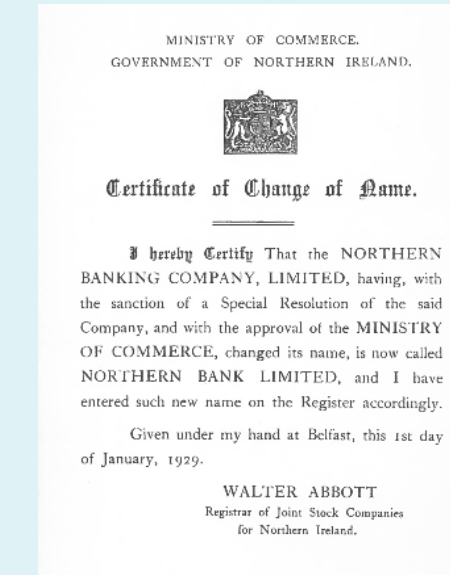 MINISTRY OF COMMERCE.
GOVERNMENT OF NORTHERN IRELAND.
Certificate of Change of Name.
I hereby Certify That the NORTHERN
BANKING COMPANY, LIMITED, having, with
the sanction of a Special Resolution of the said
Company, and with the approval of the MINISTRY
OF COMMERCE, changed its name, is now called
NORTHERN BANK LIMITED, and I have
entered such new name on the Register accordingly.
Given under my hand at Belfast, this 1st day
of January, 1929.
WALTER ABBOTT
Registrar of Joint Stock Companies
for Northern Ireland.